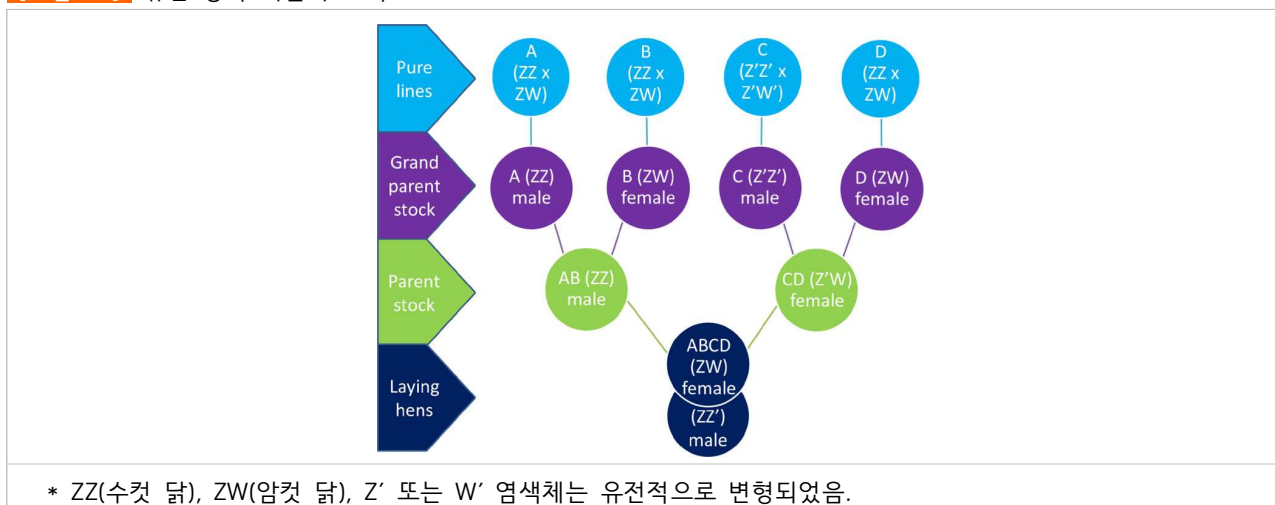 Pure
lines
A
(ZZ x
ZW)
B
(ZZ x
ZW)
C
(Z′Z′ x
Z′W′)
D
(ZZ x
ZW)
Grand
parent
stock
A (ZZ)
male
B (ZW)
female
C (Z′Z′)
male
D (ZW)
female
Parent
stock
AB (ZZ)
male
CD (Z′W)
female
Laying
hens
ABCD
(ZW)
female
(ZZ′)
male
* ZZ(수컷 닭), ZW(암컷 닭), Z′ 또는 W′ 염색체는 유전적으로 변형되었음.